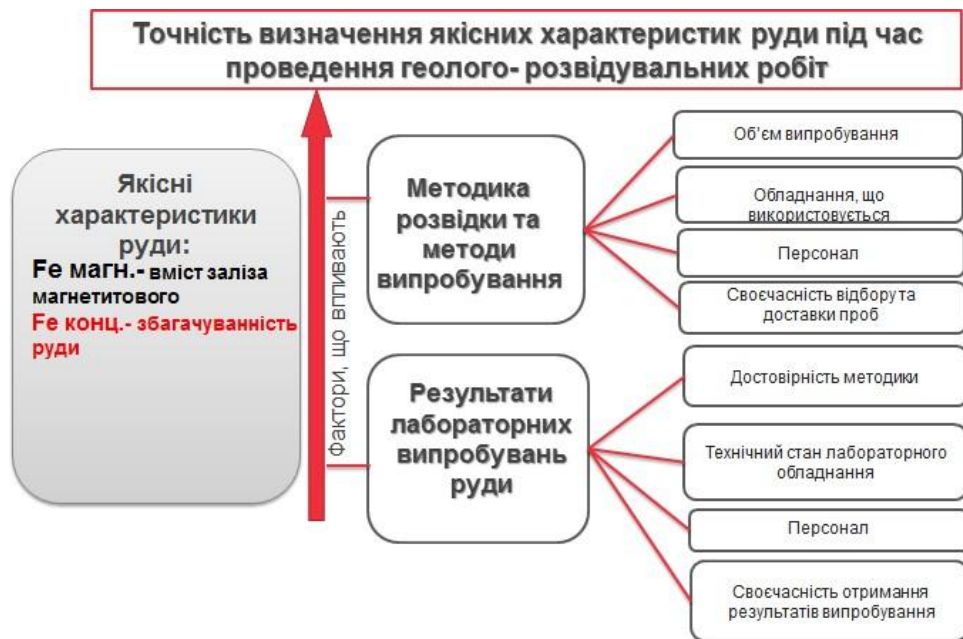 Точність визначення якісних характеристик руди під час
проведення геолого- розвідувальних робіт
Якісні
характеристики
руди:
Fe магн.- вміст заліза
магнетитового
Fe конц.- збагачуванність
руди
Фактори, що впливають
Методика
розвідки та
методи
випробування
Об’єм випробування
Обладнання, що
використовується
Персонал
Своєчасність відбору та
доставки проб
Результати
лабораторних
випробувань
руди
Достовірність методики
Технічний стан лабораторного
обладнання
Персонал
Своєчасність отримання
результатів випробування